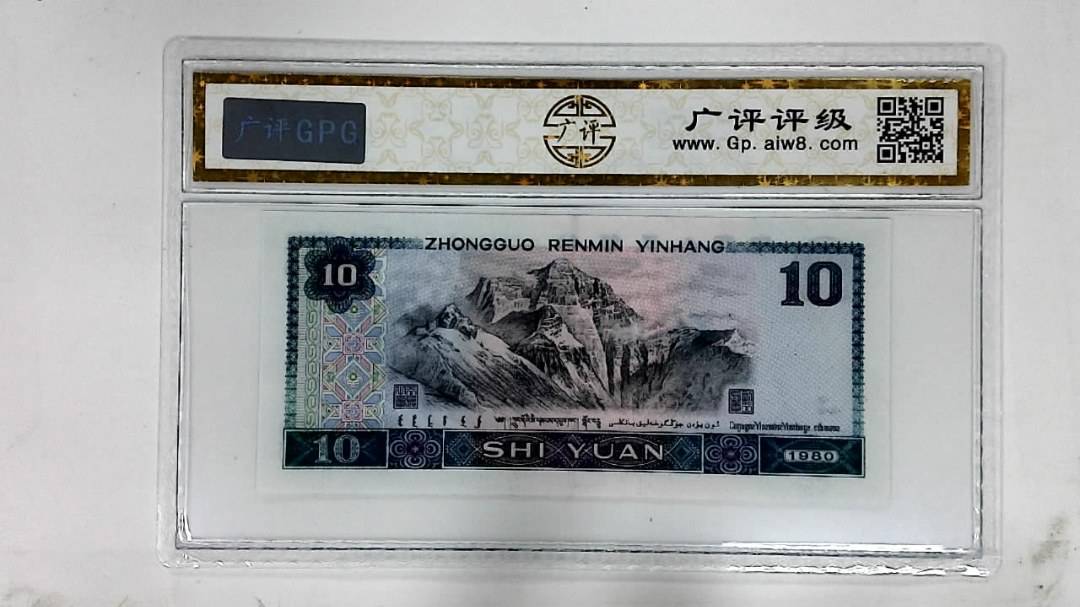 广评GPG
广评
广评评级
www. Gp. aiw8. com
ZHONGGUO RENMIN YINHANG
10
10
10
SHI YUAN
1980